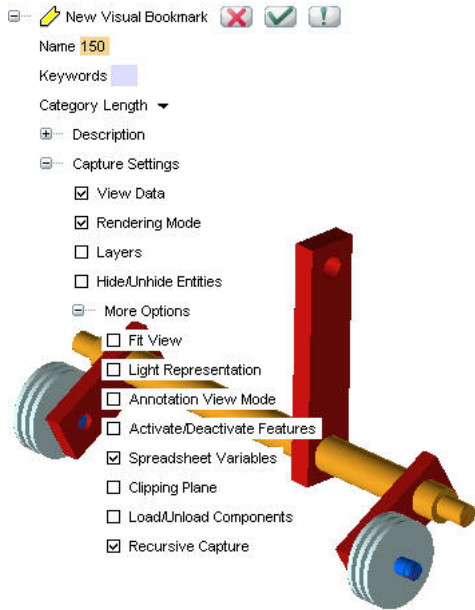 New Visual Bookmark
Name 150
Keywords
Category Length
Description
Capture Settings
View Data
Rendering Mode
Layers
Hide/Unhide Entities
More Options
Fit View
Light Representation
Annotation View Mode
Activate/Deactivate Features
Spreadsheet Variables
Clipping Plane
Load/Unload Components
Recursive Capture